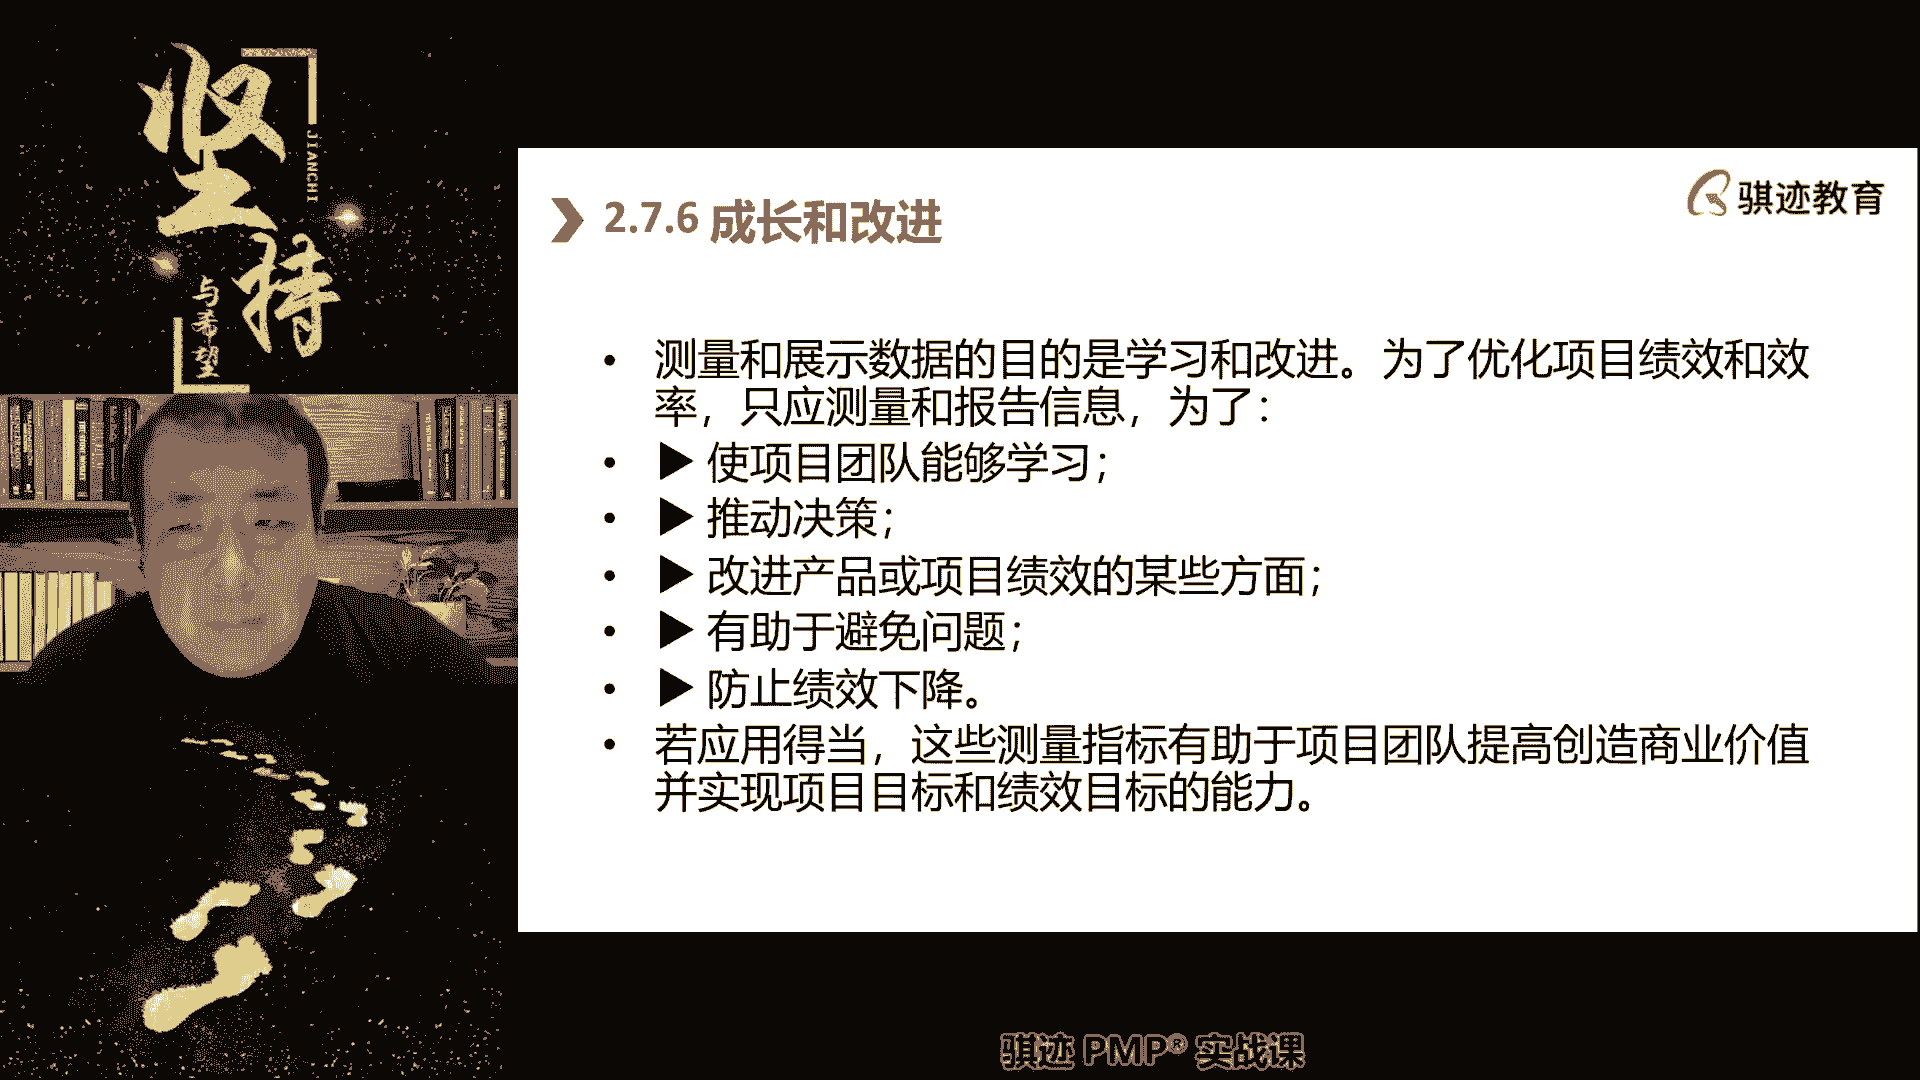 坚
持
JIANCHI
与希望
骐迹教育
2.7.6 成长和改进
• 测量和展示数据的目的是学习和改进。为了优化项目绩效和效
率，只应测量和报告信息，为了：
• ▶ 使项目团队能够学习；
• ▶ 推动决策；
• ▶ 改进产品或项目绩效的某些方面；
• ▶ 有助于避免问题；
• ▶ 防止绩效下降。
• 若应用得当，这些测量指标有助于项目团队提高创造商业价值
并实现项目目标和绩效目标的能力。
骐迹 PMP® 实战课